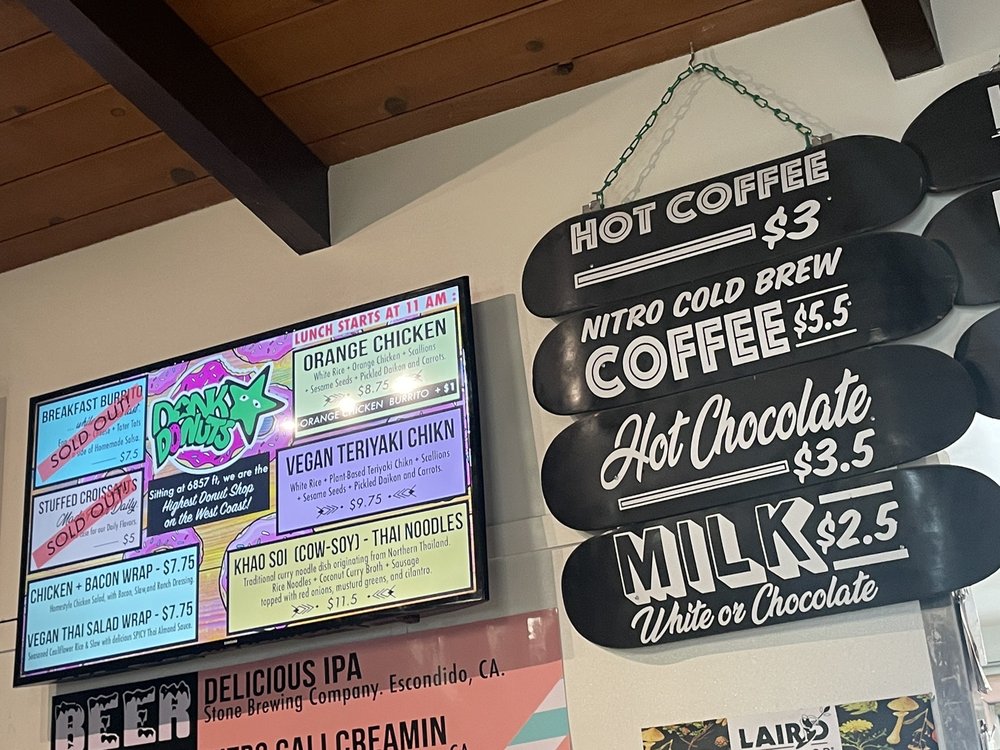 LUNCH STARTS AT 11 AM
BREAKFAST BURRITO
SOLD OUT!
+ Tater Tots
of Homemade Salsa.
$7.5
STUFFED CROISSANTS
SOLD OUT!
Daily
for our Daily Flavors.
$5
CHICKEN + BACON WRAP - $7.75
Homestyle Chicken Salad, with Bacon, Slaw, and Ranch Dressing.
VEGAN THAI SALAD WRAP - $7.75
Seasoned Cauliflower Rice & Slaw with delicious SPICY Thai Almond Sauce.
DANK
DONUTS
Sitting at 6857 ft, we are the
Highest Donut Shop
on the West Coast!
ORANGE CHICKEN
White Rice + Orange Chicken + Scallions
+ Sesame Seeds + Pickled Daikon and Carrots.
$8.75
ORANGE CHICKEN BURRITO + $1
VEGAN TERIYAKI CHIKN
White Rice + Plant-Based Teriyaki Chikn + Scallions
+ Sesame Seeds + Pickled Daikon and Carrots.
$9.75
KHAO SOI (COW-SOY) - THAI NOODLES
Traditional curry noodle dish originating from Northern Thailand.
Rice Noodles + Coconut Curry Broth + Sausage
topped with red onions, mustard greens, and cilantro.
$11.5
HOT COFFEE
$3
NITRO COLD BREW
COFFEE $5.5
Hot Chocolate
$3.5
MILK $2.5
White or Chocolate
BEER
DELICIOUS IPA
Stone Brewing Company. Escondido, CA.
CALI CREAMIN
LAIRD